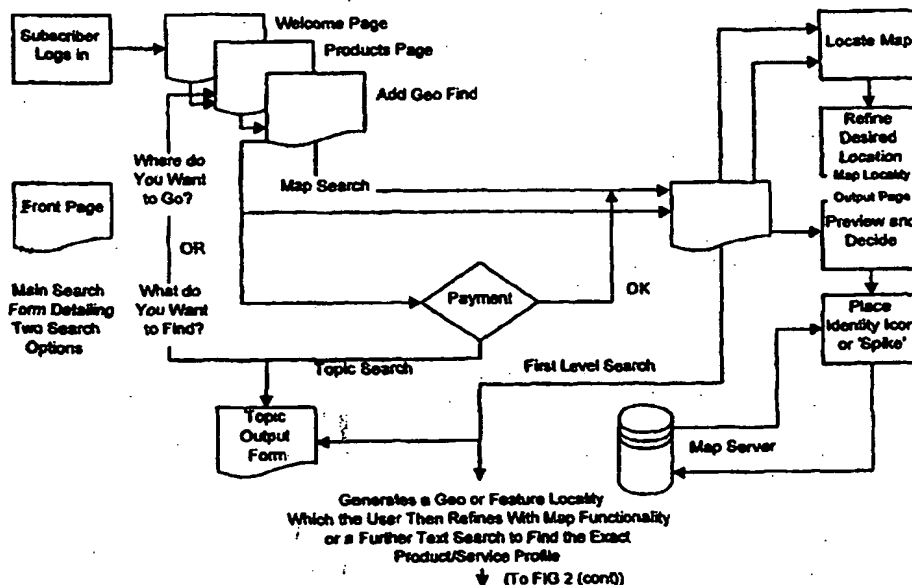 Subscriber
Logs in
Welcome Page
Products Page
Add Geo Find
Where do
You Want
to Go?
OR
What do
You Want
to Find?
Front Page
Main Search
Form Detailing
Two Search
Options
Map Search
Payment
OK
Topic Search
First Level Search
Topic
Output
Form
Locate Map
Refine
Desired
Location
Map Locality
Output Page
Preview and
Decide
Place
Identity Icon
or 'Spike'
Map Server
Generates a Geo or Feature Locality
Which the User Then Refines With Map Functionality
or a Further Text Search to Find the Exact
Product/Service Profile
(To FIG 2 (cont))